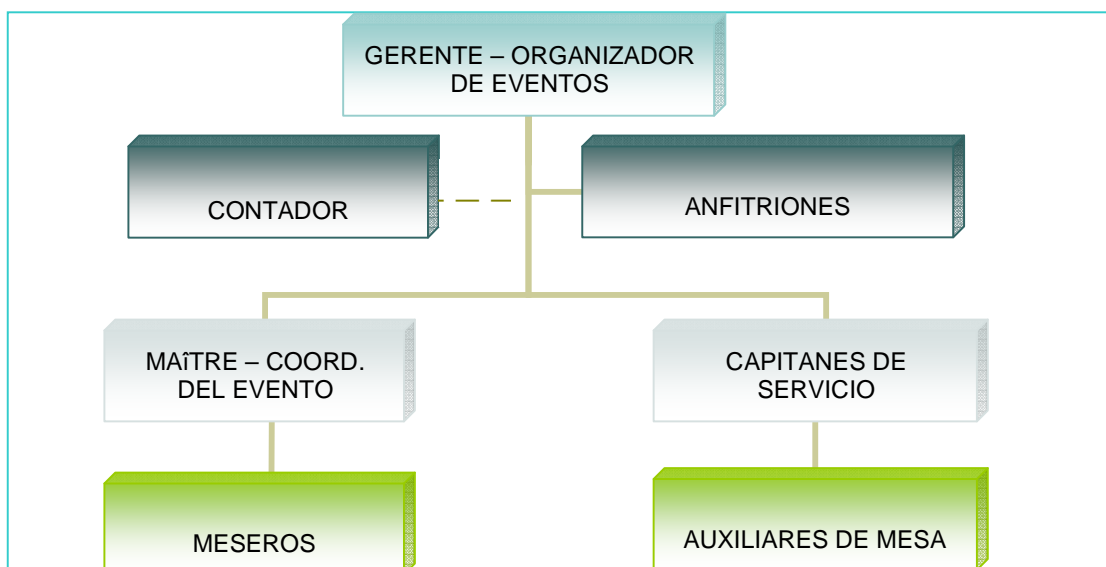 GERENTE – ORGANIZADOR
DE EVENTOS
CONTADOR
ANFITRIONES
MAîTRE – COORD.
DEL EVENTO
CAPITANES DE
SERVICIO
MESEROS
AUXILIARES DE MESA